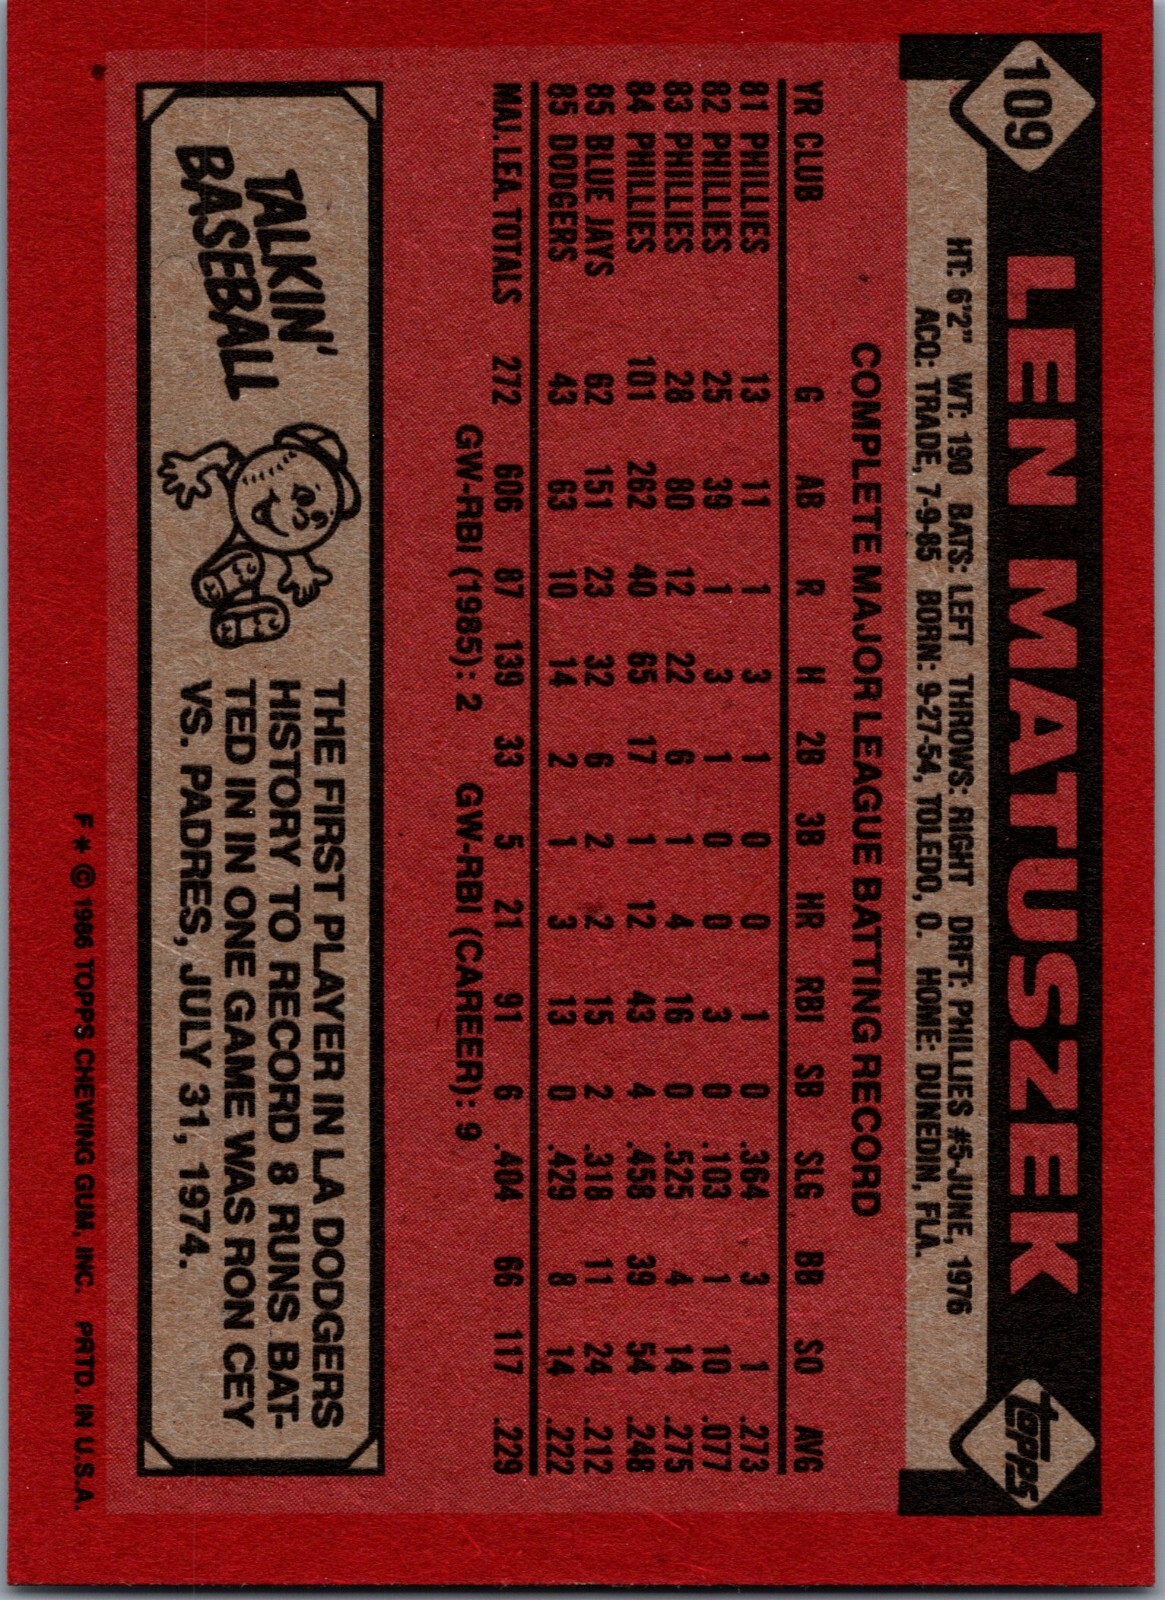 109 LEN MATUSZEK TOPPS
HT: 6'2" WT: 190 BATS: LEFT THROWS: RIGHT DRFT: PHILLIES #5-JUNE, 1976
ACQ: TRADE, 7-9-85 BORN: 9-27-54, TOLEDO, O. HOME: DUNEDIN, FLA.
COMPLETE MAJOR LEAGUE BATTING RECORD
YR CLUB G AB R H 2B 3B HR RBI SB SLG BB SO AVG
81 PHILLIES 13 11 1 3 1 0 0 1 0 .364 3 1 .273
82 PHILLIES 25 39 1 3 1 0 0 3 0 .103 1 10 .077
83 PHILLIES 28 80 12 22 6 1 4 16 0 .525 4 14 .275
84 PHILLIES 101 262 40 65 17 1 12 43 4 .458 39 54 .248
85 BLUE JAYS 62 151 23 32 6 2 2 15 2 .318 11 24 .212
85 DODGERS 43 63 10 14 2 1 3 13 0 .429 8 14 .222
MAJ. LEA. TOTALS 272 606 87 139 33 5 21 91 6 .404 66 117 .229
GW-RBI (1985): 2 GW-RBI (CAREER): 9
TALKIN'
BASEBALL
THE FIRST PLAYER IN LA DODGERS
HISTORY TO RECORD 8 RUNS BAT-
TED IN IN ONE GAME WAS RON CEY
VS. PADRES, JULY 31, 1974.
F * © 1986 TOPPS CHEWING GUM, INC. PRTD. IN U.S.A.